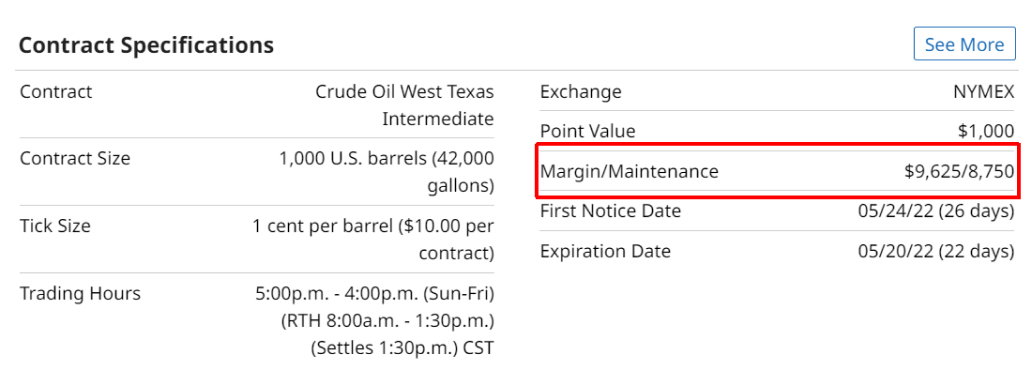 Contract Specifications
See More
Contract
Crude Oil West Texas
Intermediate
Contract Size
1,000 U.S. barrels (42,000
gallons)
Tick Size
1 cent per barrel ($10.00 per
contract)
Trading Hours
5:00p.m. - 4:00p.m. (Sun-Fri)
(RTH 8:00a.m. - 1:30p.m.)
(Settles 1:30p.m.) CST
Exchange
NYMEX
Point Value
$1,000
Margin/Maintenance
$9,625/8,750
First Notice Date
05/24/22 (26 days)
Expiration Date
05/20/22 (22 days)